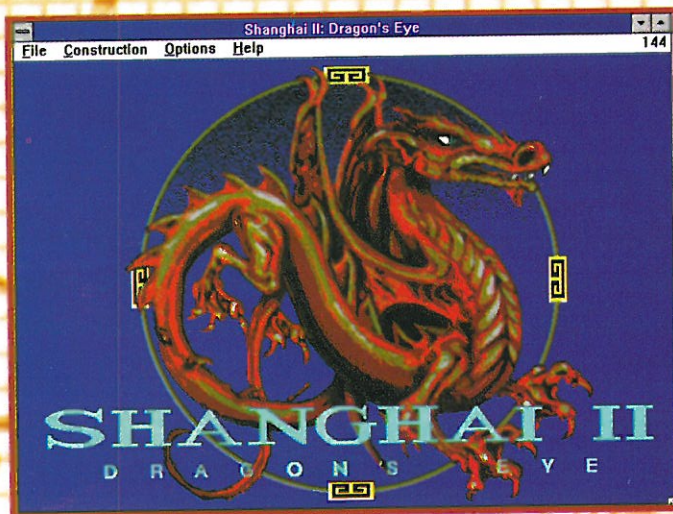 Shanghai II: Dragon's Eye
File Construction Options Help 144
SHANGHAI II
DRAGON'S EYE